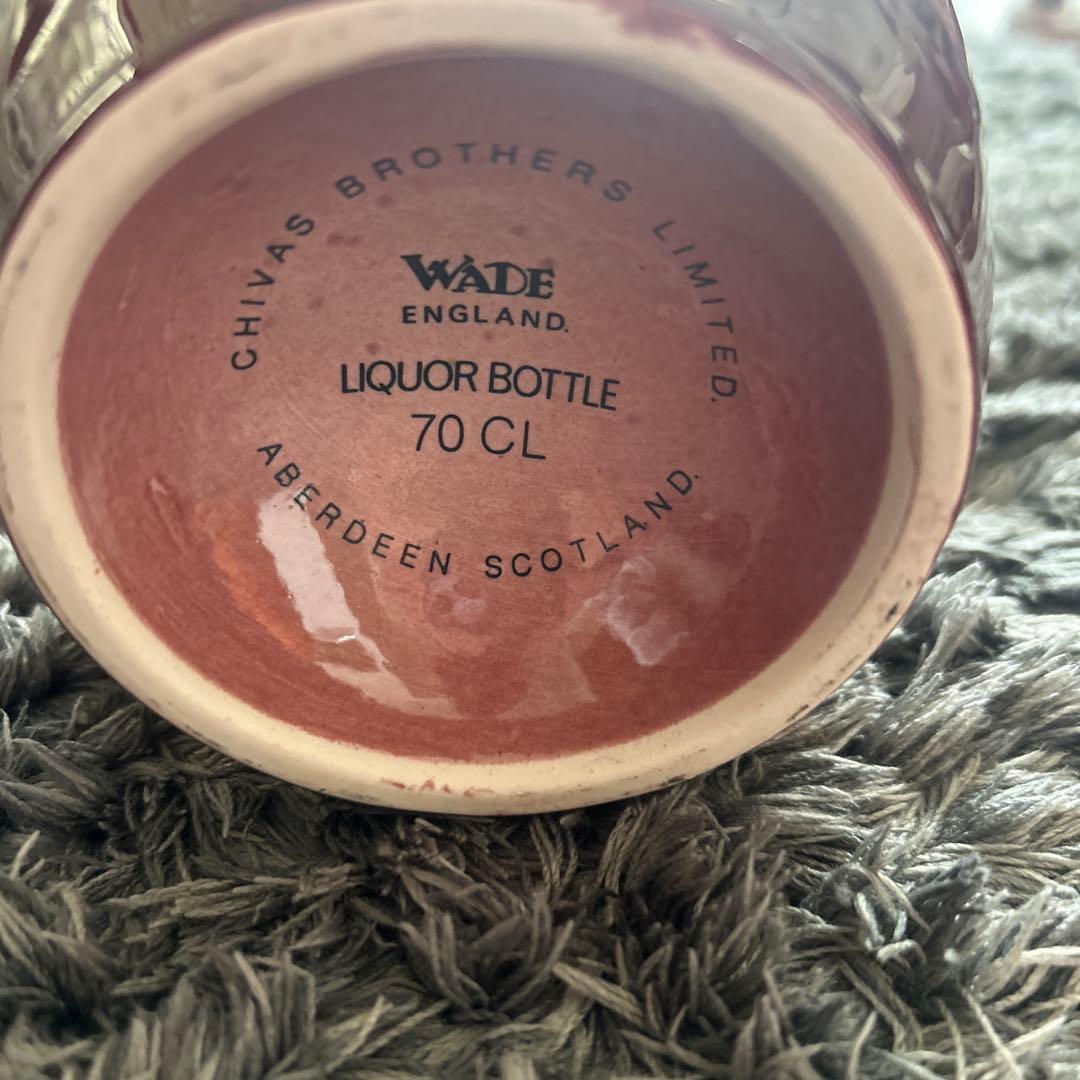 CHIVAS BROTHERS LIMITED.
WADE
ENGLAND.
LIQUOR BOTTLE
70 CL
ABERDEEN SCOTLAND.